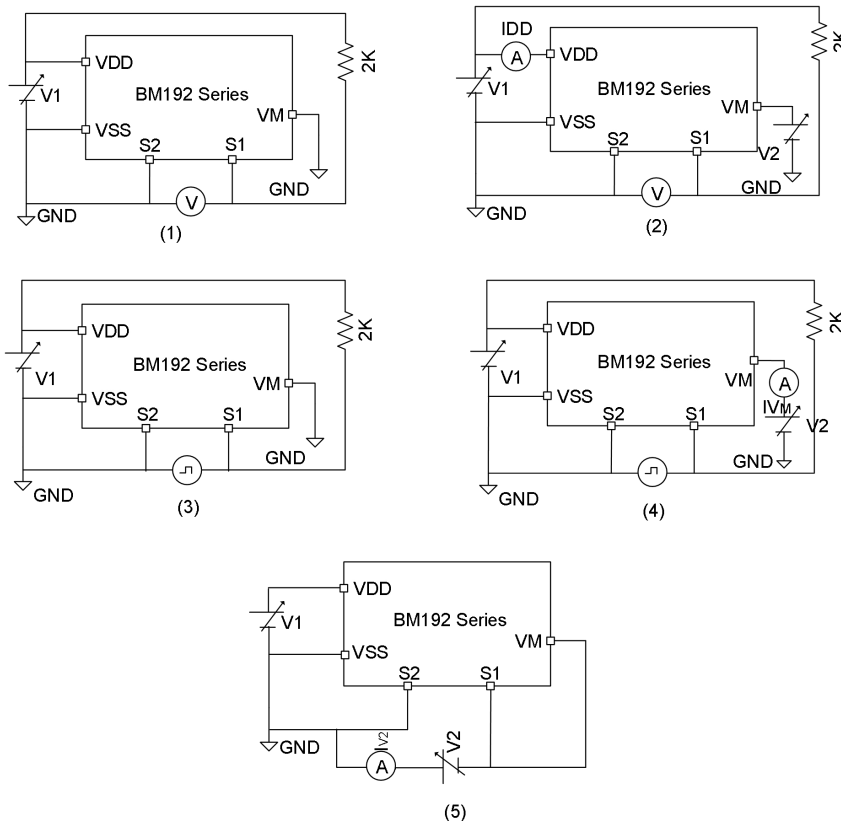 VDD
V1
BM192 Series
2K
VM
VSS
S2
S1
GND
V
GND
(1)
IDD
A
VDD
V1
BM192 Series
2K
VM
VSS
V2
S2
S1
GND
V
GND
(2)
VDD
V1
BM192 Series
2K
VM
VSS
S2
S1
GND
GND
(3)
VDD
V1
BM192 Series
2K
VM
A
VSS
IVM
V2
S2
S1
GND
GND
(4)
VDD
V1
BM192 Series
VM
VSS
S2
S1
GND
IV2
V2
A
(5)